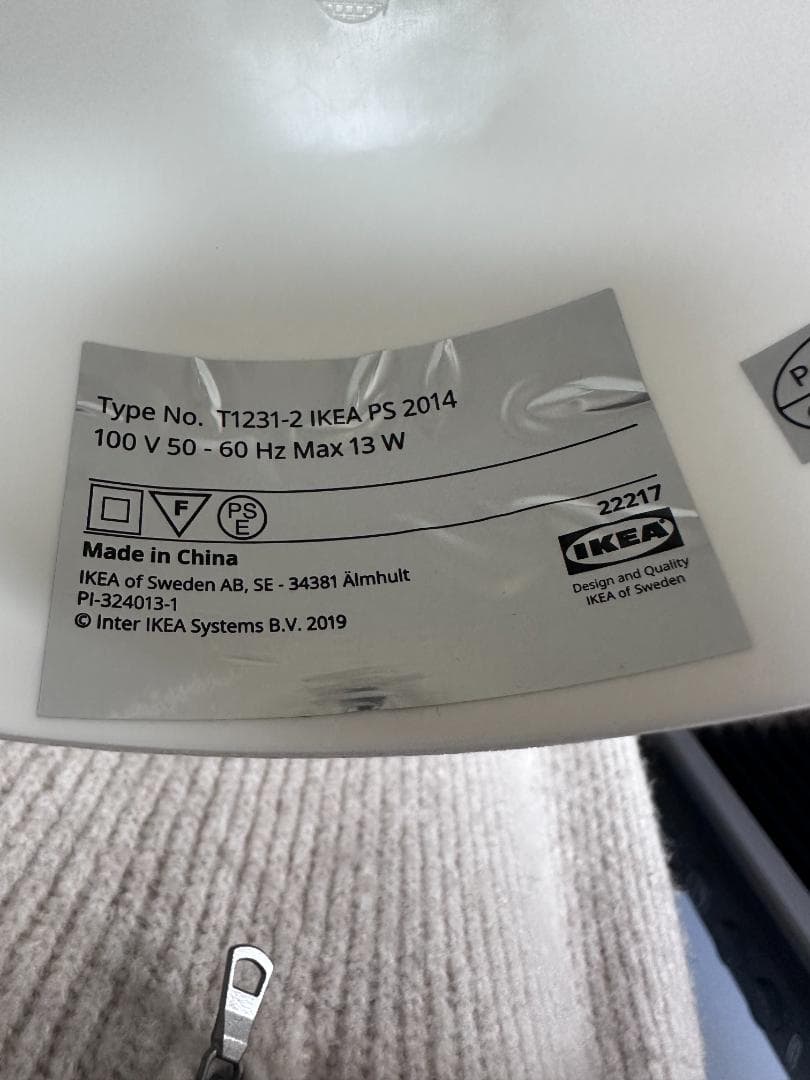 Type No. T1231-2 IKEA PS 2014
100 V 50 - 60 Hz Max 13 W
F
PS
E
22217
IKEA
Design and Quality
IKEA of Sweden
Made in China
IKEA of Sweden AB, SE - 34381 Älmhult
PI-324013-1
© Inter IKEA Systems B.V. 2019